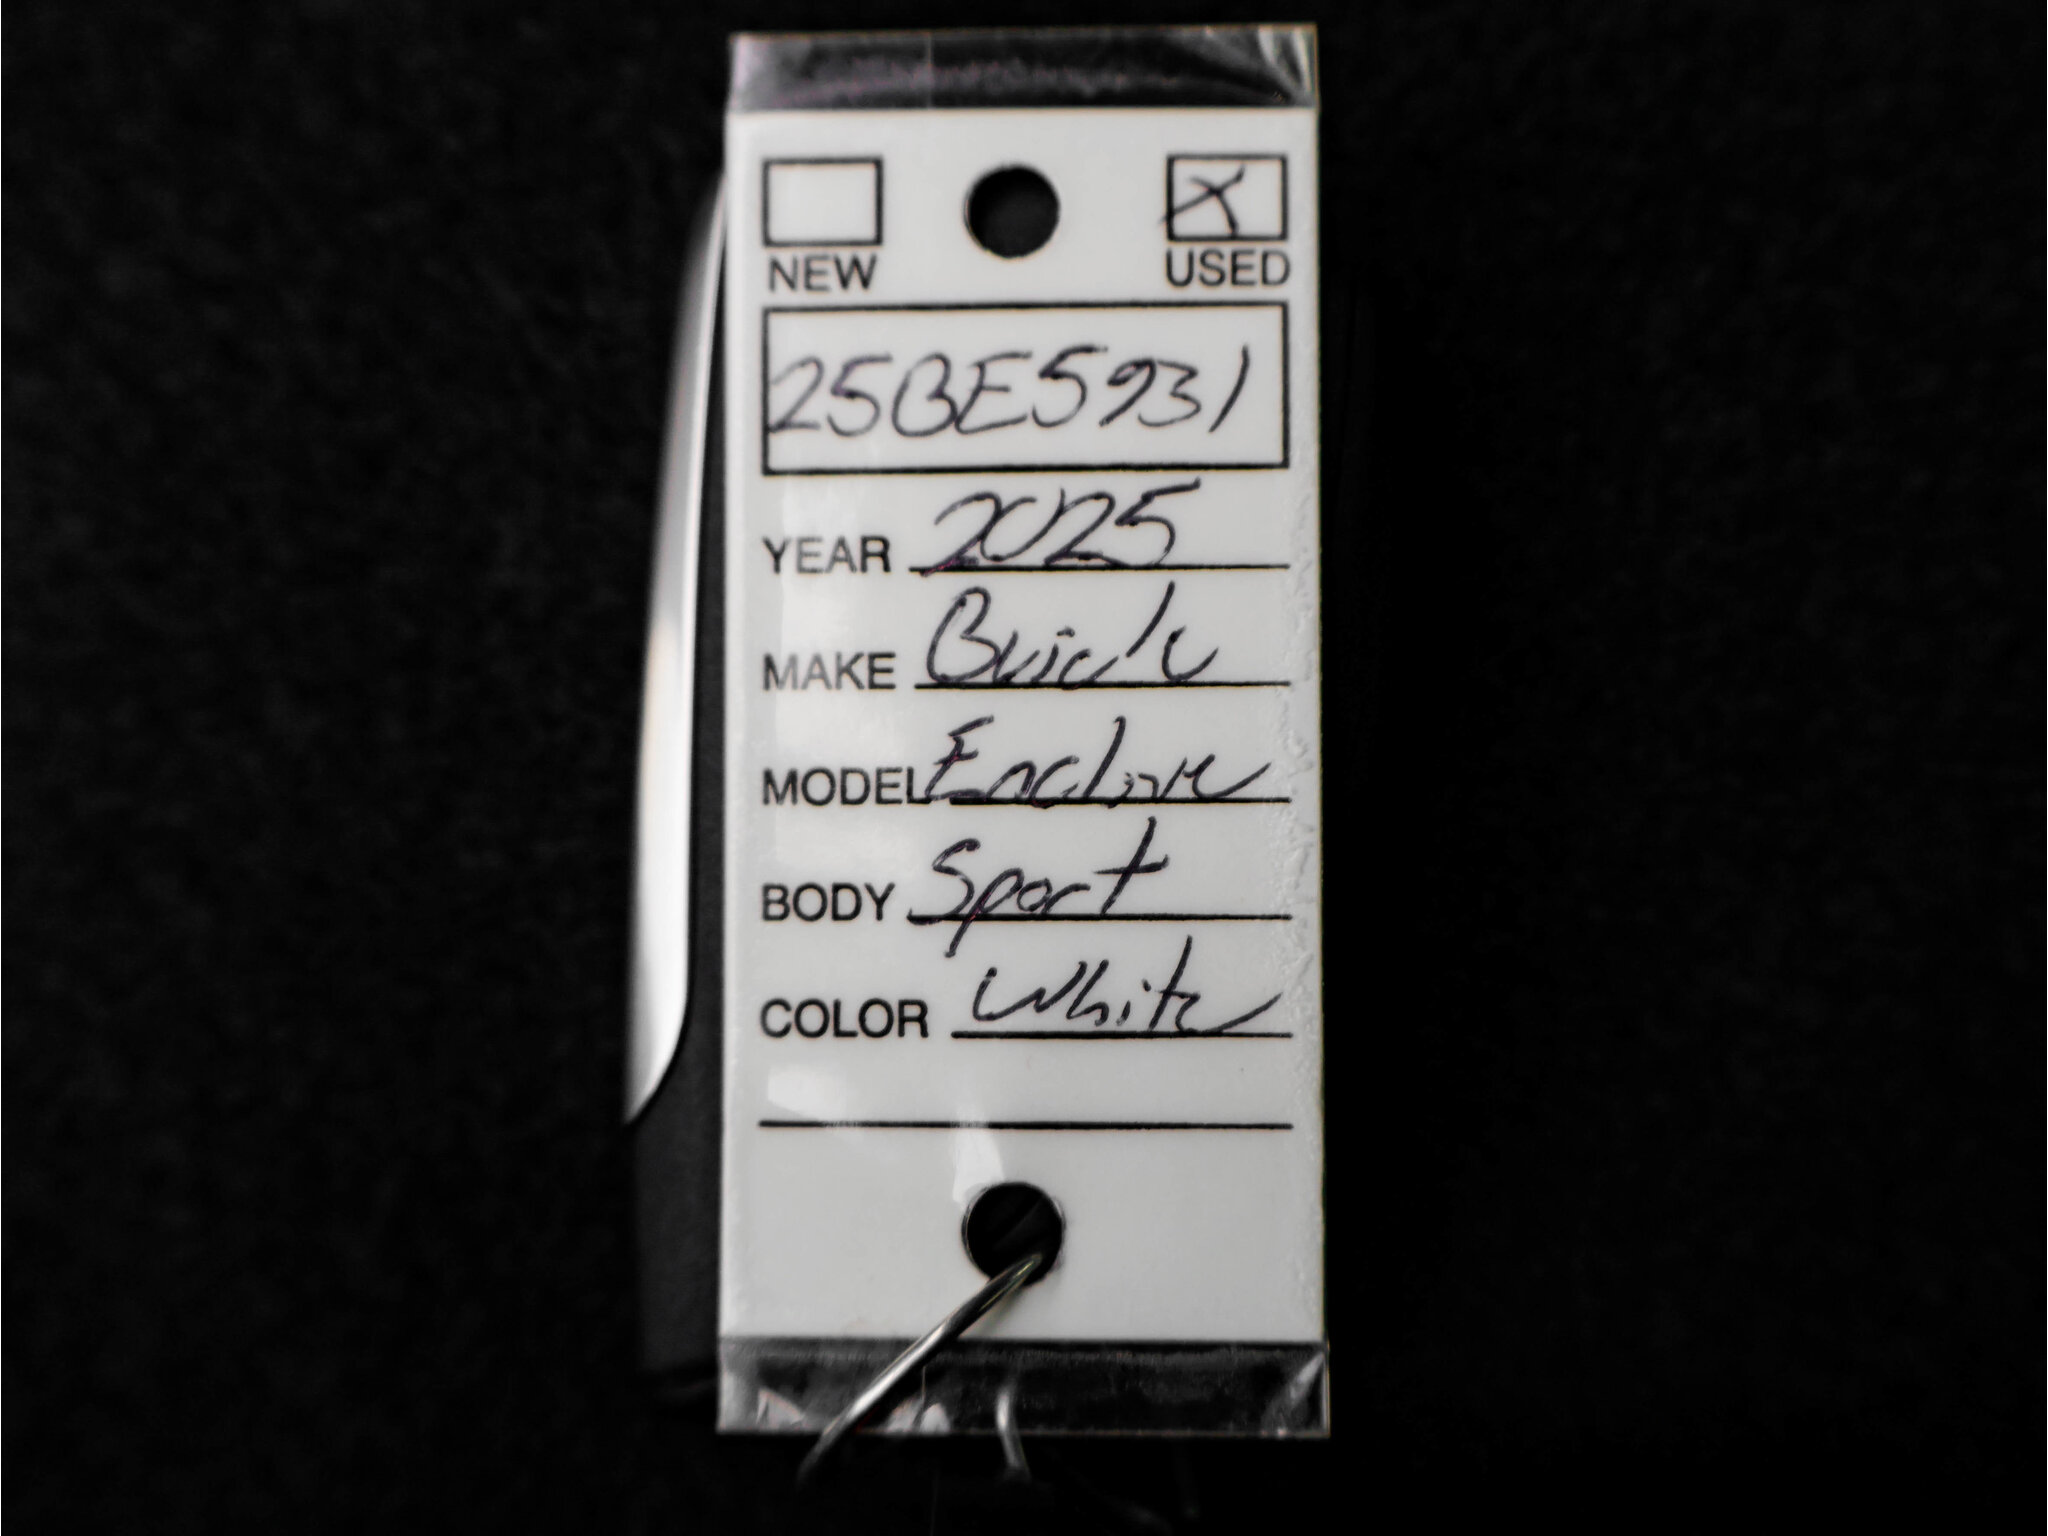 NEW X USED
25BE5931
YEAR 2025
MAKE Buick
MODEL Enclave
BODY Sport
COLOR White